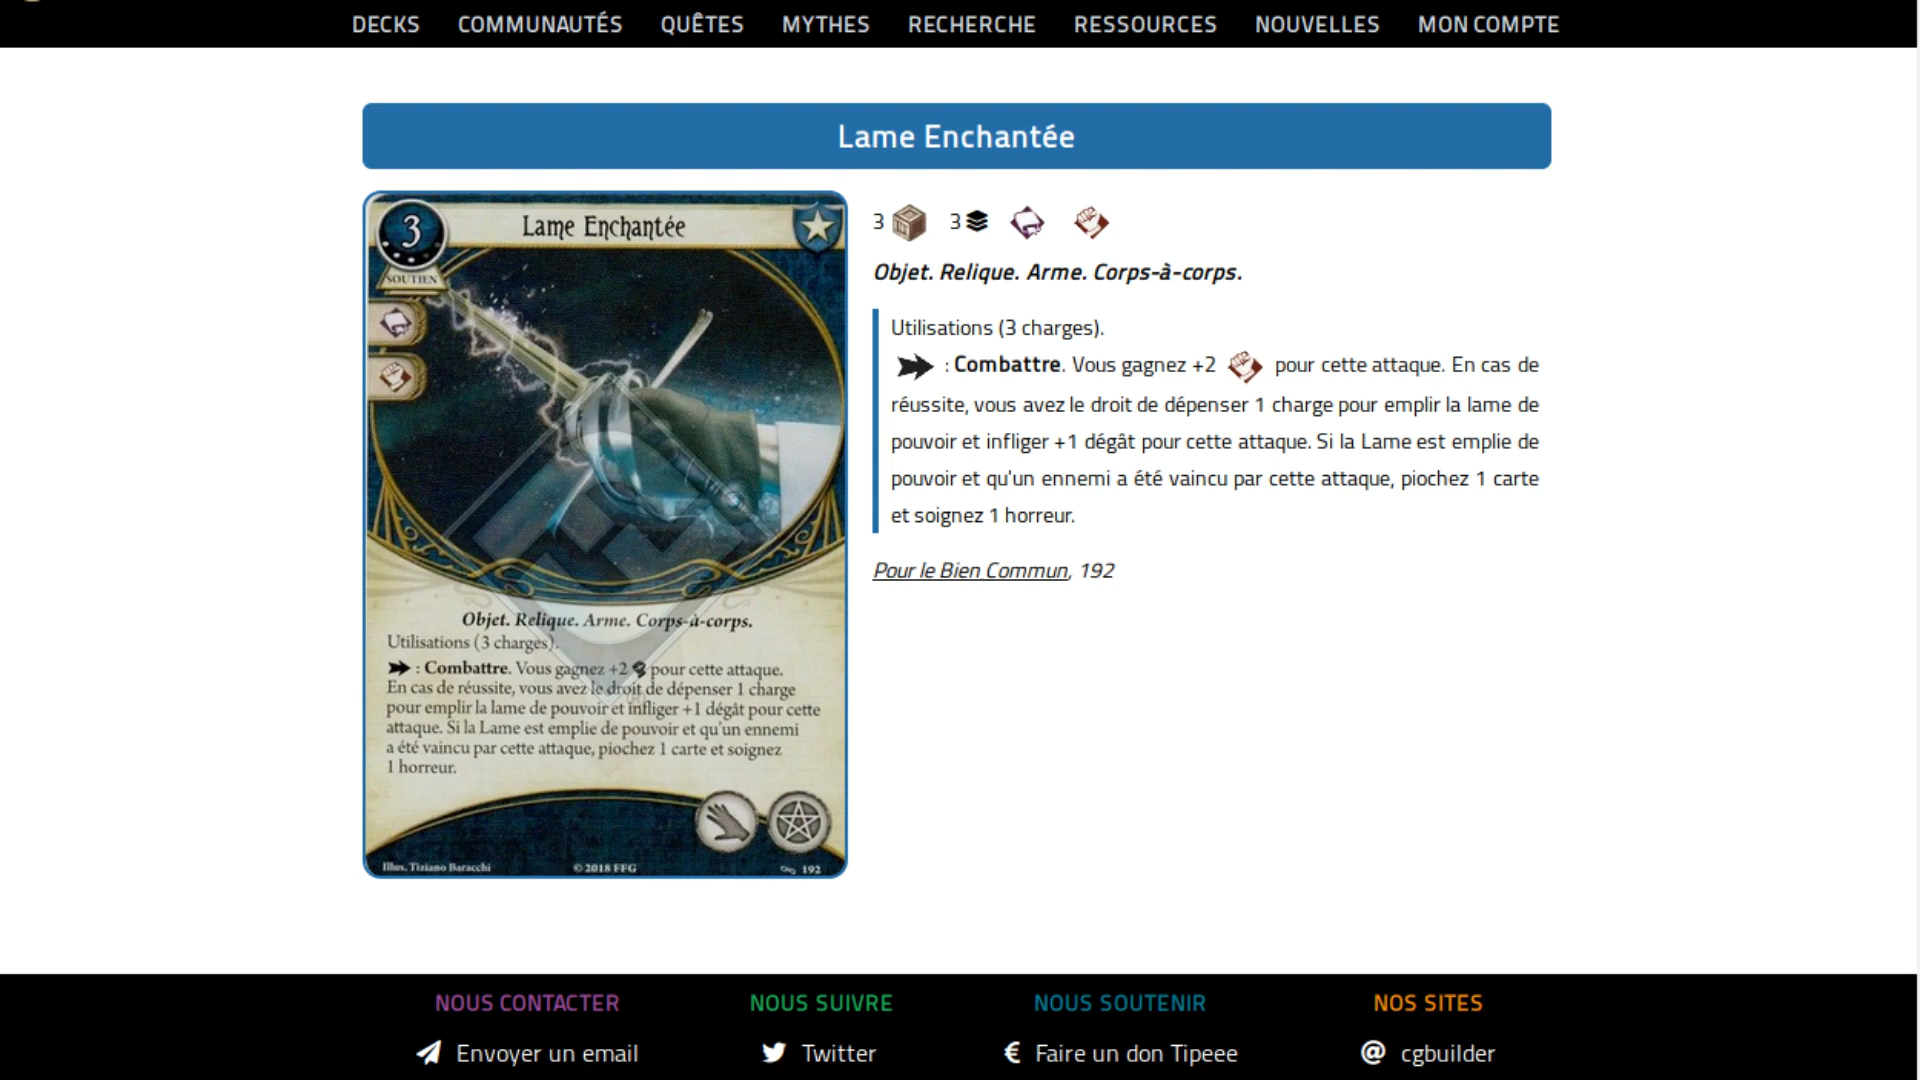 DECKS COMMUNAUTÉS QUÊTES MYTHES RECHERCHE RESSOURCES NOUVELLES MON COMPTE
Lame Enchantée
3
Lame Enchantée
SOUTIEN
Objet. Relique. Arme. Corps-à-corps.
Utilisations (3 charges).
: Combattre. Vous gagnez +2 pour cette attaque.
En cas de réussite, vous avez le droit de dépenser 1 charge
pour emplir la lame de pouvoir et infliger +1 dégât pour cette
attaque. Si la Lame est emplie de pouvoir et qu'un ennemi
a été vaincu par cette attaque, piochez 1 carte et soignez
1 horreur.
Illus. Tiziano Baracchi © 2018 FFG 192
3 3
Objet. Relique. Arme. Corps-à-corps.
Utilisations (3 charges).
: Combattre. Vous gagnez +2 pour cette attaque. En cas de
réussite, vous avez le droit de dépenser 1 charge pour emplir la lame de
pouvoir et infliger +1 dégât pour cette attaque. Si la Lame est emplie de
pouvoir et qu'un ennemi a été vaincu par cette attaque, piochez 1 carte
et soignez 1 horreur.
Pour le Bien Commun, 192
NOUS CONTACTER NOUS SUIVRE NOUS SOUTENIR NOS SITES
Envoyer un email Twitter € Faire un don Tipeee @ cgbuilder